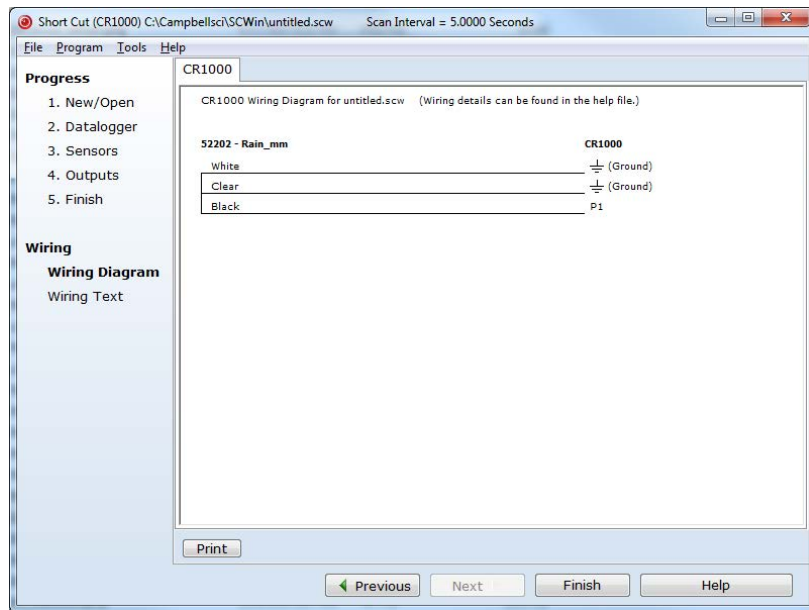 Short Cut (CR1000) C:\Campbellsci\SCWin\untitled.scw Scan Interval = 5.0000 Seconds
File Program Tools Help
Progress
1. New/Open
2. Datalogger
3. Sensors
4. Outputs
5. Finish
Wiring
Wiring Diagram
Wiring Text
CR1000
CR1000 Wiring Diagram for untitled.scw (Wiring details can be found in the help file.)
52202 - Rain_mm CR1000
White (Ground)
Clear (Ground)
Black P1
Print
Previous Next Finish Help